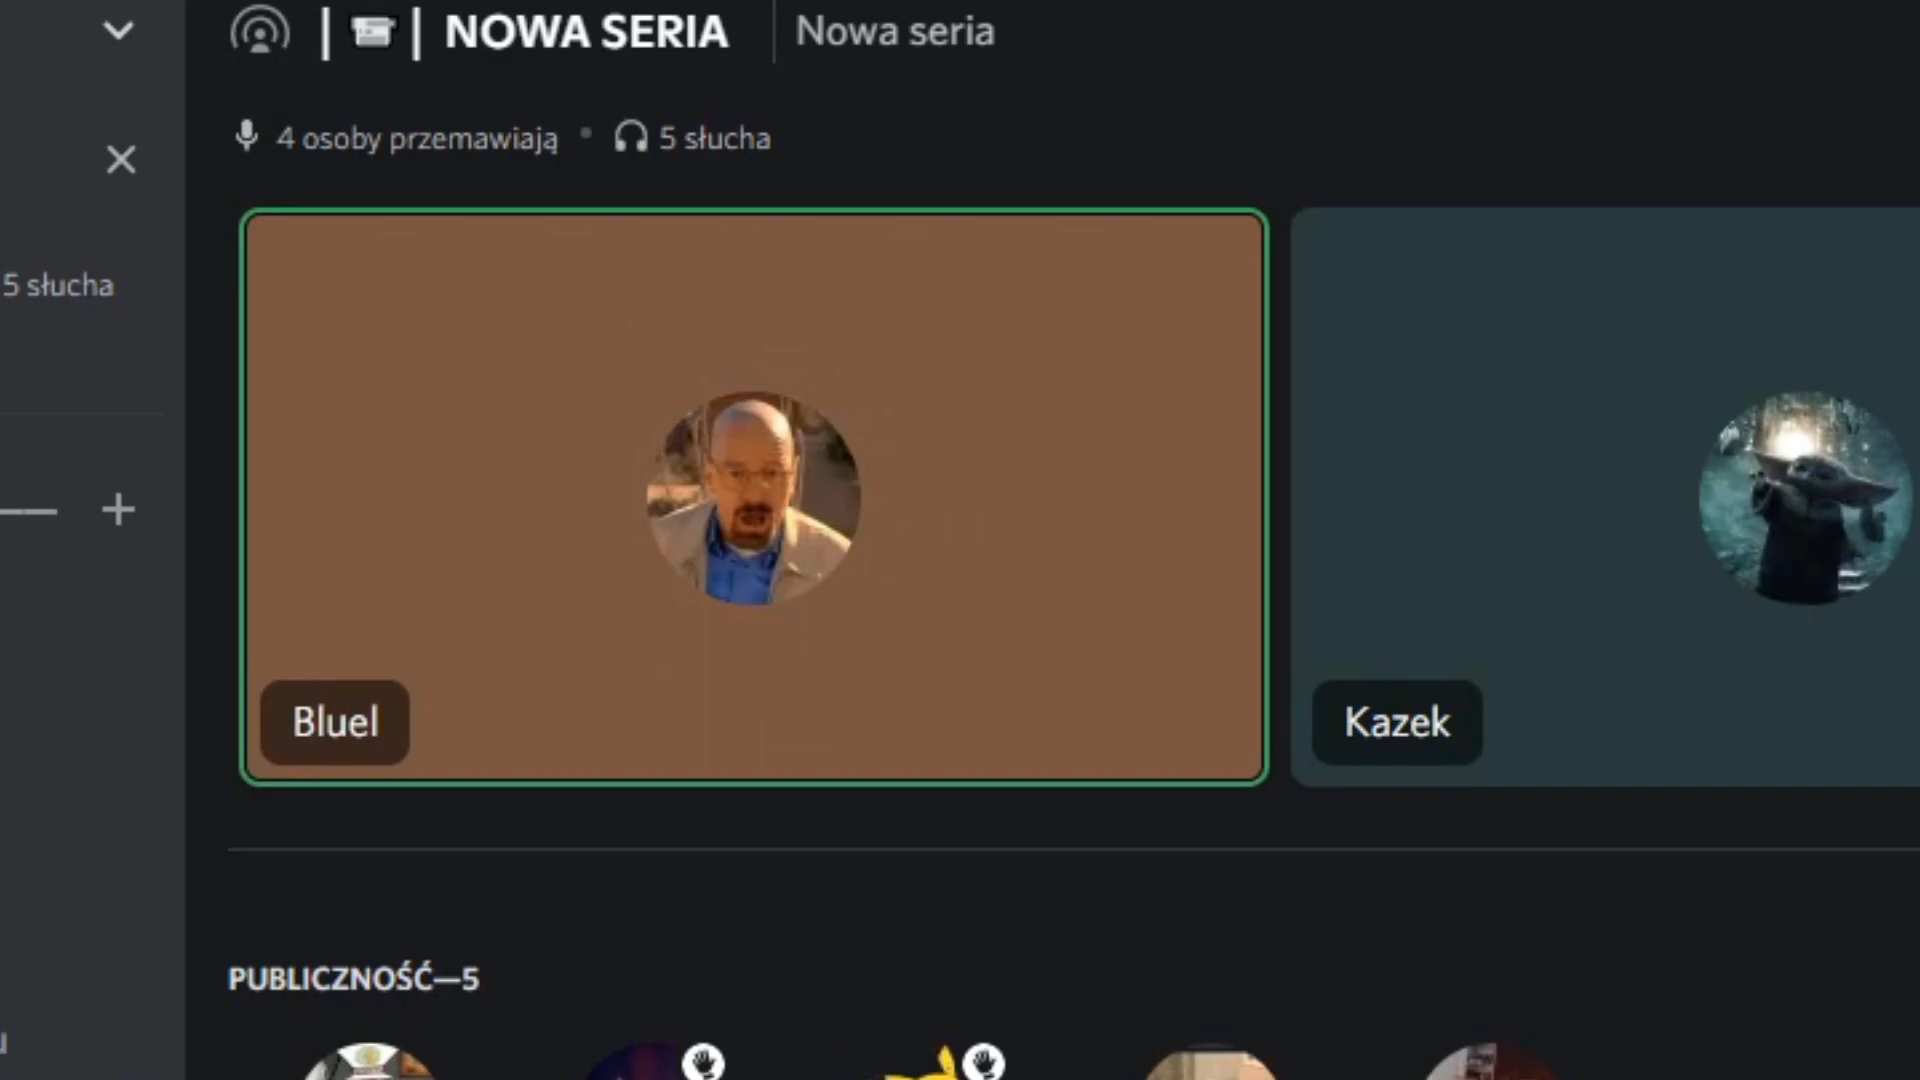 | | NOWA SERIA Nowa seria
4 osoby przemawiają • 5 słucha
5 słucha
Bluel
Kazek
PUBLICZNOŚĆ—5